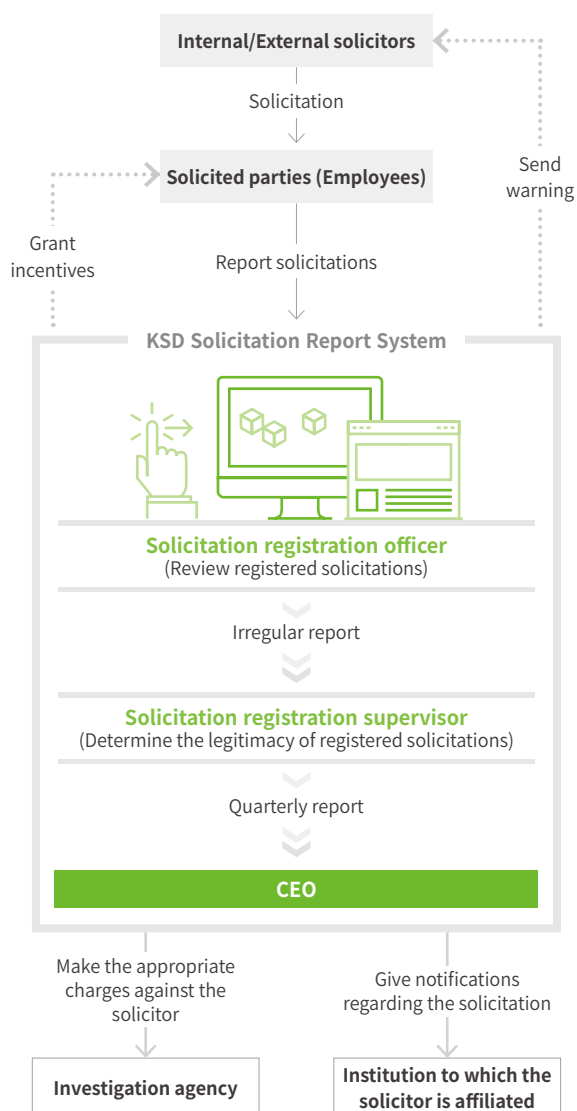 Internal/External solicitors
Solicitation
Send
warning
Solicited parties (Employees)
Grant
incentives
Report solicitations
KSD Solicitation Report System
Solicitation registration officer
(Review registered solicitations)
Irregular report
Solicitation registration supervisor
(Determine the legitimacy of registered solicitations)
Quarterly report
CEO
Make the appropriate
charges against the
solicitor
Give notifications
regarding the solicitation
Investigation agency
Institution to which the
solicitor is affiliated